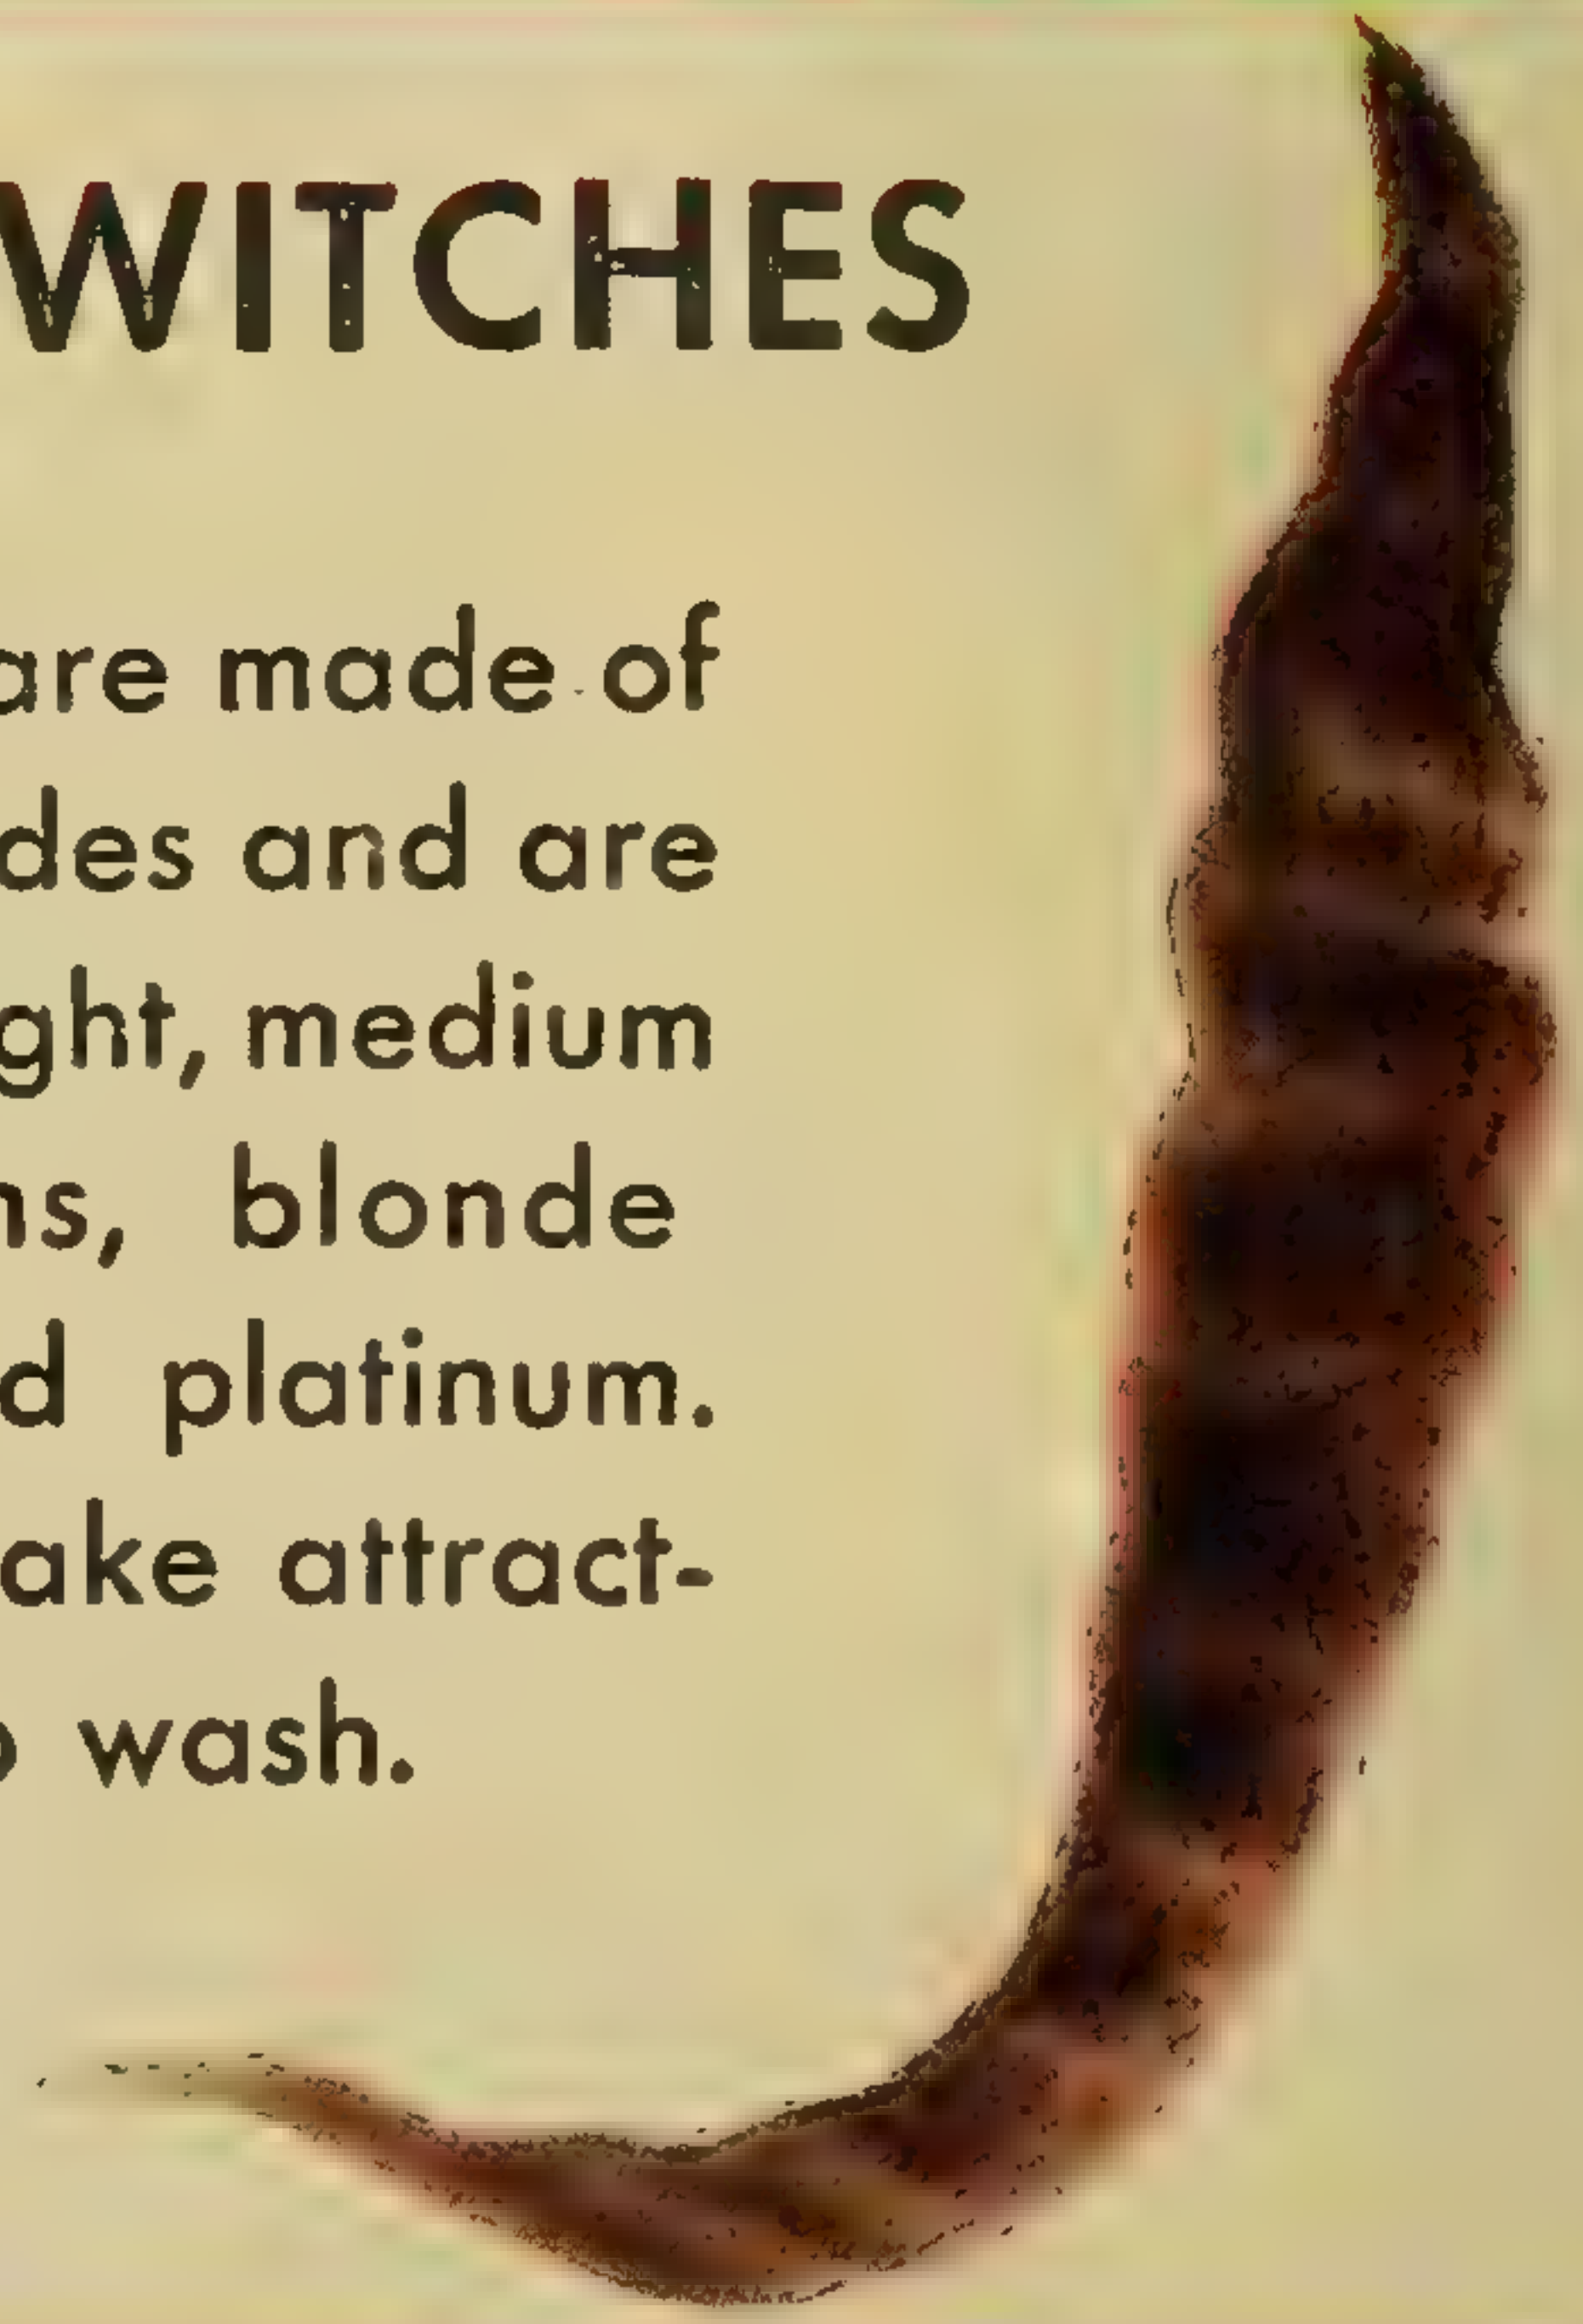 WITCHES
are made of
des and are
ght, medium
ns, blonde
d platinum.
ake attract-
wash.